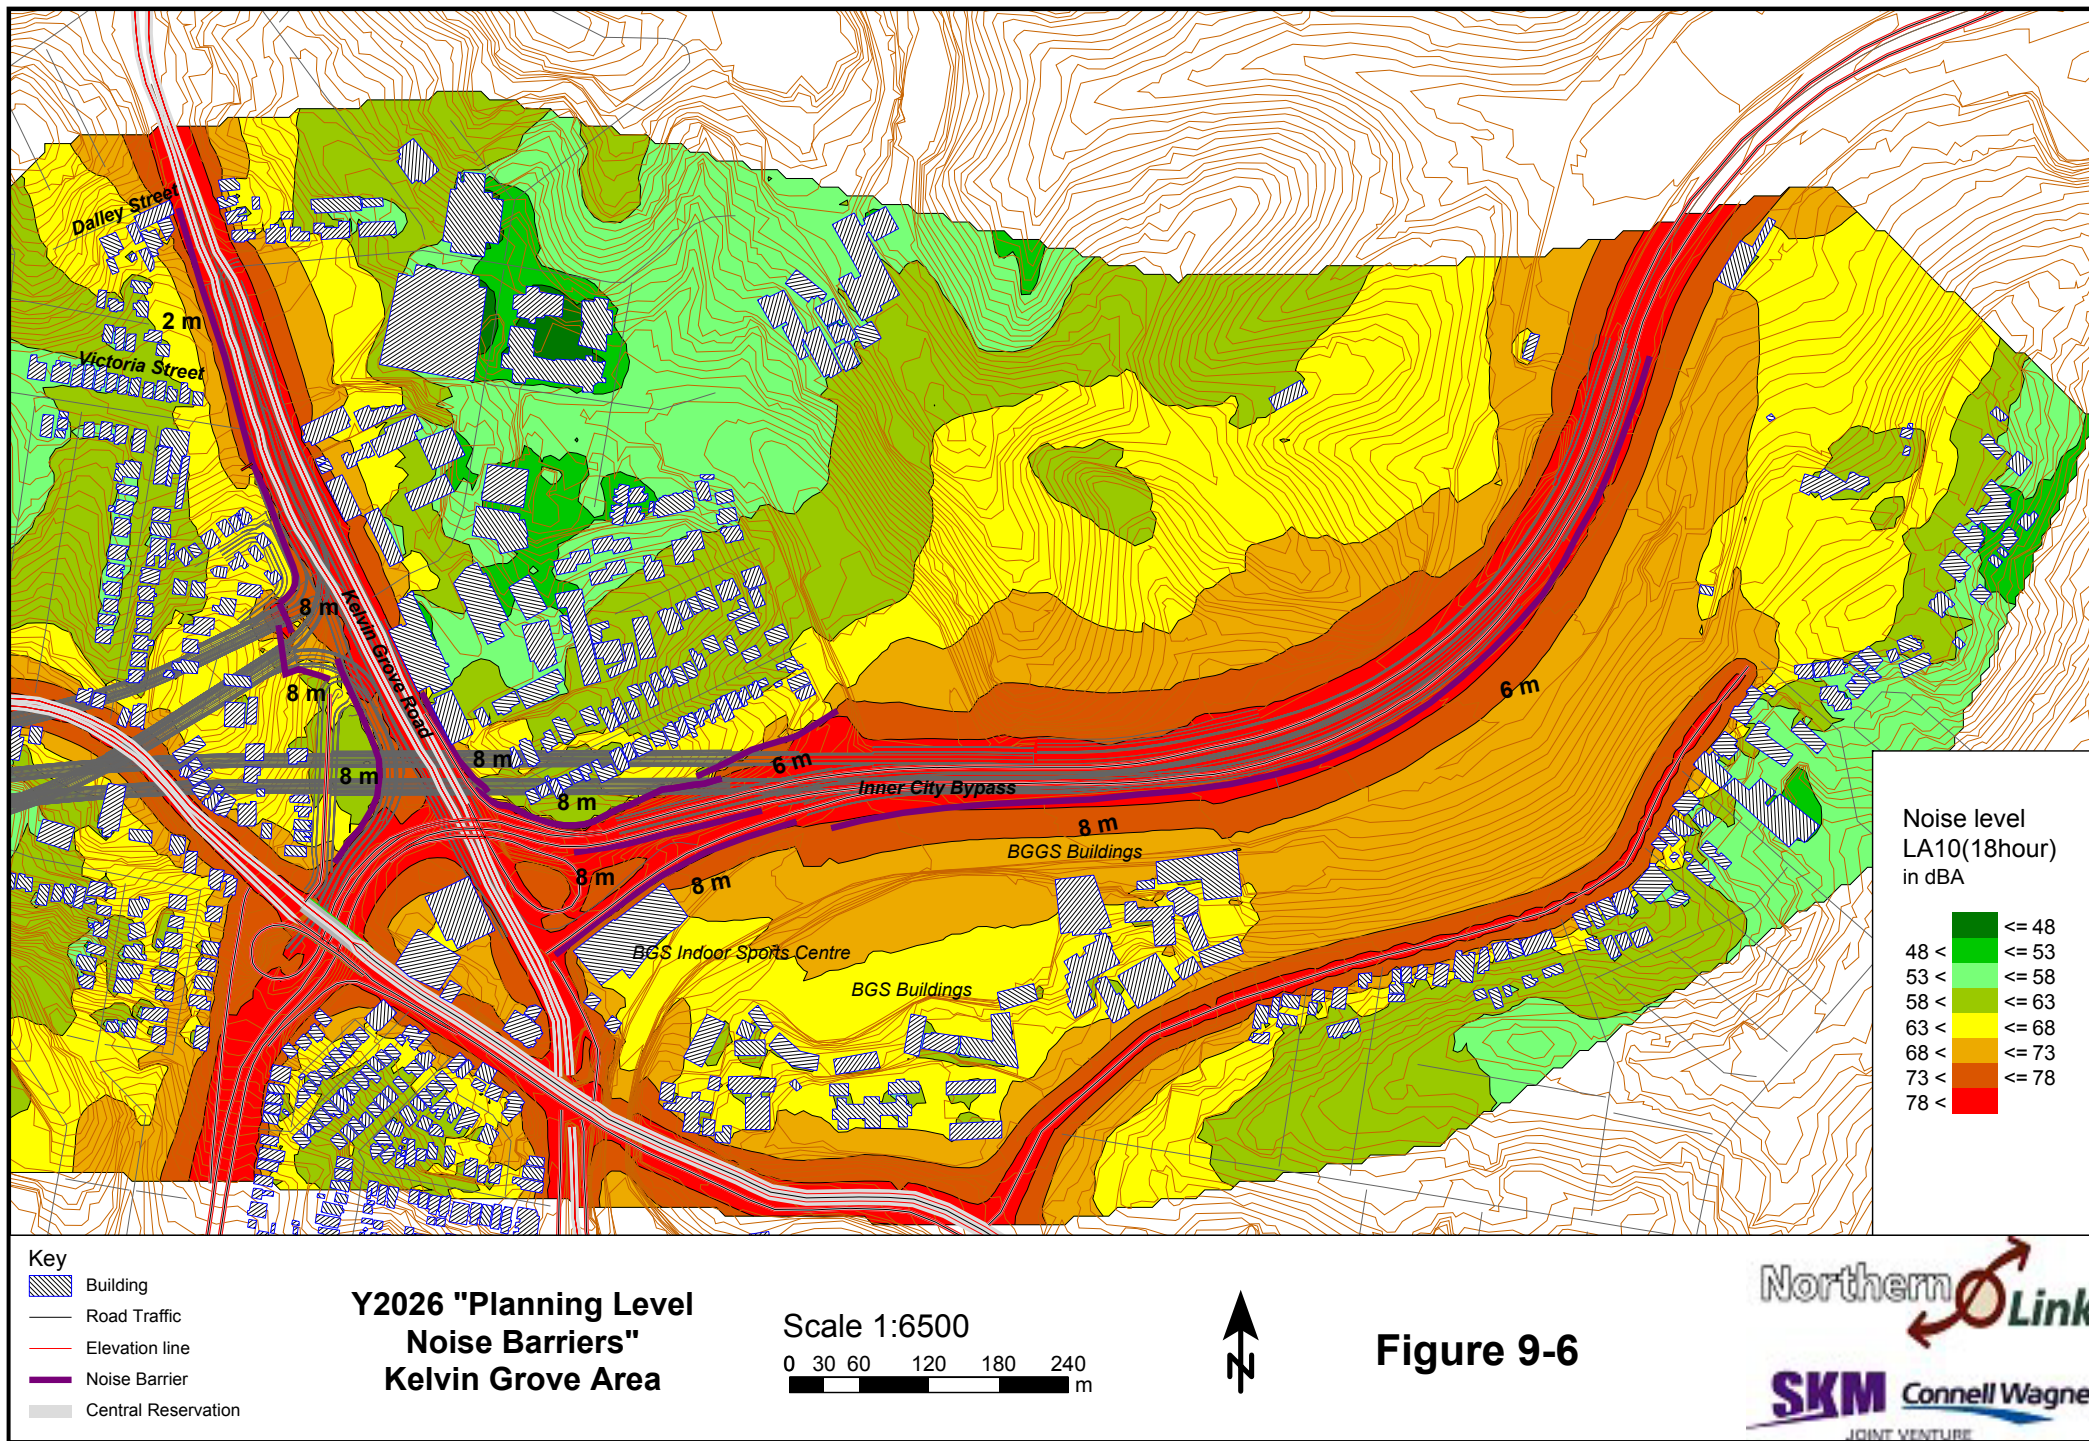 Dalley Street
2 m
Victoria Street
8 m
Kelvin Grove Road
8 m
8 m
8 m
8 m
6 m
6 m
Inner City Bypass
8 m
BGGS Buildings
8 m
8 m
BGS Indoor Sports Centre
BGS Buildings
Noise level
LA10(18hour)
in dBA
<= 48
48 < <= 53
53 < <= 58
58 < <= 63
63 < <= 68
68 < <= 73
73 < <= 78
78 <
Key
Building
Road Traffic
Elevation line
Noise Barrier
Central Reservation
Y2026 "Planning Level
Noise Barriers"
Kelvin Grove Area
Scale 1:6500
0 30 60 120 180 240
m
N
Figure 9-6
Northern
Link
SKM Connell Wagne
JOINT VENTURE